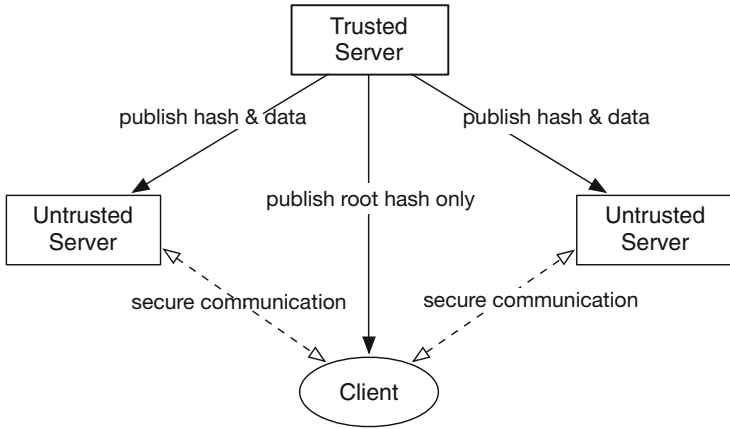 Trusted
Server
publish hash & data
publish hash & data
publish root hash only
Untrusted
Server
Untrusted
Server
secure communication
secure communication
Client